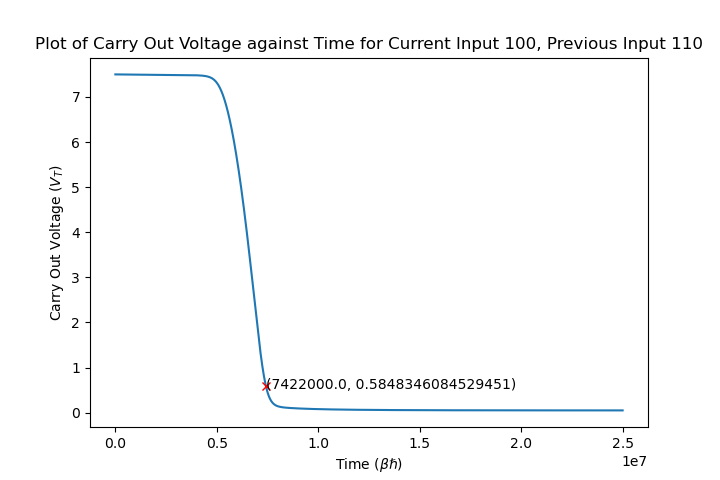 Plot of Carry Out Voltage against Time for Current Input 100, Previous Input 110
Carry Out Voltage (V_T)
7
6
5
4
3
2
1
0
(7422000.0, 0.5848346084529451)
0.0 0.5 1.0 1.5 2.0 2.5
1e7
Time (βℏ)